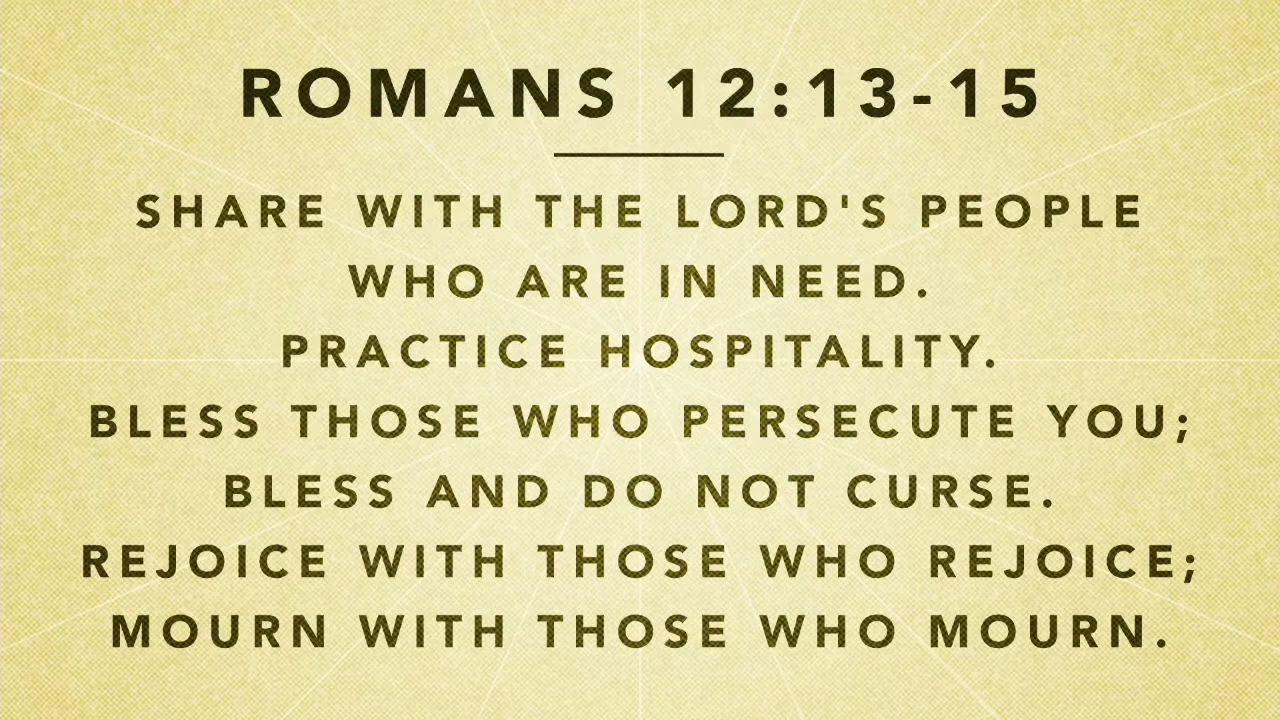 ROMANS 12:13-15
SHARE WITH THE LORD'S PEOPLE
WHO ARE IN NEED.
PRACTICE HOSPITALITY.
BLESS THOSE WHO PERSECUTE YOU;
BLESS AND DO NOT CURSE.
REJOICE WITH THOSE WHO REJOICE;
MOURN WITH THOSE WHO MOURN.